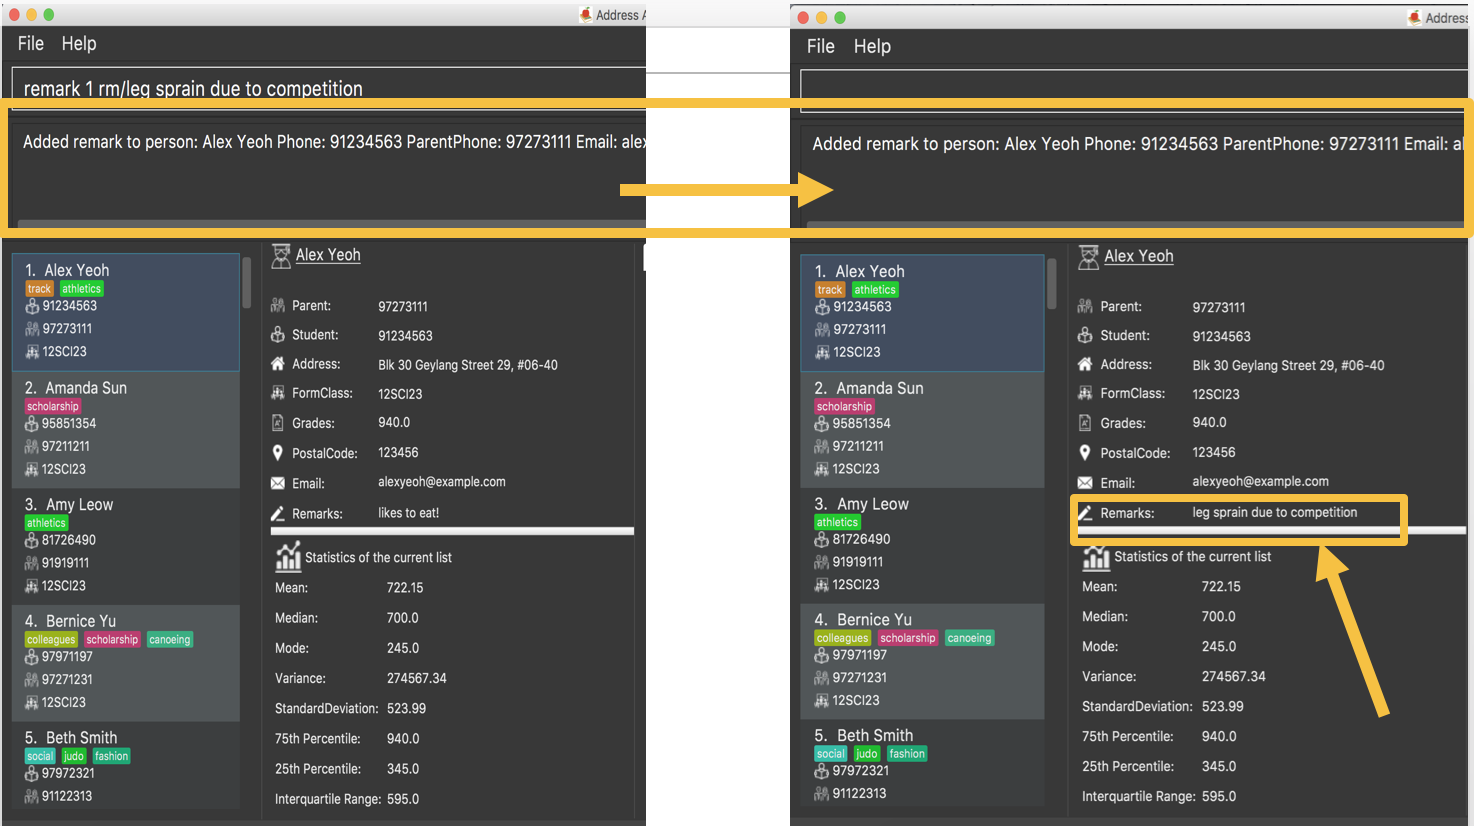 Address A
File Help
remark 1 rm/leg sprain due to competition
Added remark to person: Alex Yeoh Phone: 91234563 ParentPhone: 97273111 Email: alex
1. Alex Yeoh
track athletics
91234563
97273111
12SCI23
2. Amanda Sun
scholarship
95851354
97211211
12SCI23
3. Amy Leow
athletics
81726490
91919111
12SCI23
4. Bernice Yu
colleagues scholarship canoeing
97971197
97271231
12SCI23
5. Beth Smith
social judo fashion
97972321
91122313
Alex Yeoh
Parent: 97273111
Student: 91234563
Address: Blk 30 Geylang Street 29, #06-40
FormClass: 12SCI23
Grades: 940.0
PostalCode: 123456
Email: alexyeoh@example.com
Remarks: likes to eat!
Statistics of the current list
Mean: 722.15
Median: 700.0
Mode: 245.0
Variance: 274567.34
StandardDeviation: 523.99
75th Percentile: 940.0
25th Percentile: 345.0
Interquartile Range: 595.0
Address
File Help
Added remark to person: Alex Yeoh Phone: 91234563 ParentPhone: 97273111 Email: al
1. Alex Yeoh
track athletics
91234563
97273111
12SCI23
2. Amanda Sun
scholarship
95851354
97211211
12SCI23
3. Amy Leow
athletics
81726490
91919111
12SCI23
4. Bernice Yu
colleagues scholarship canoeing
97971197
97271231
12SCI23
5. Beth Smith
social judo fashion
97972321
91122313
Alex Yeoh
Parent: 97273111
Student: 91234563
Address: Blk 30 Geylang Street 29, #06-40
FormClass: 12SCI23
Grades: 940.0
PostalCode: 123456
Email: alexyeoh@example.com
Remarks: leg sprain due to competition
Statistics of the current list
Mean: 722.15
Median: 700.0
Mode: 245.0
Variance: 274567.34
StandardDeviation: 523.99
75th Percentile: 940.0
25th Percentile: 345.0
Interquartile Range: 595.0